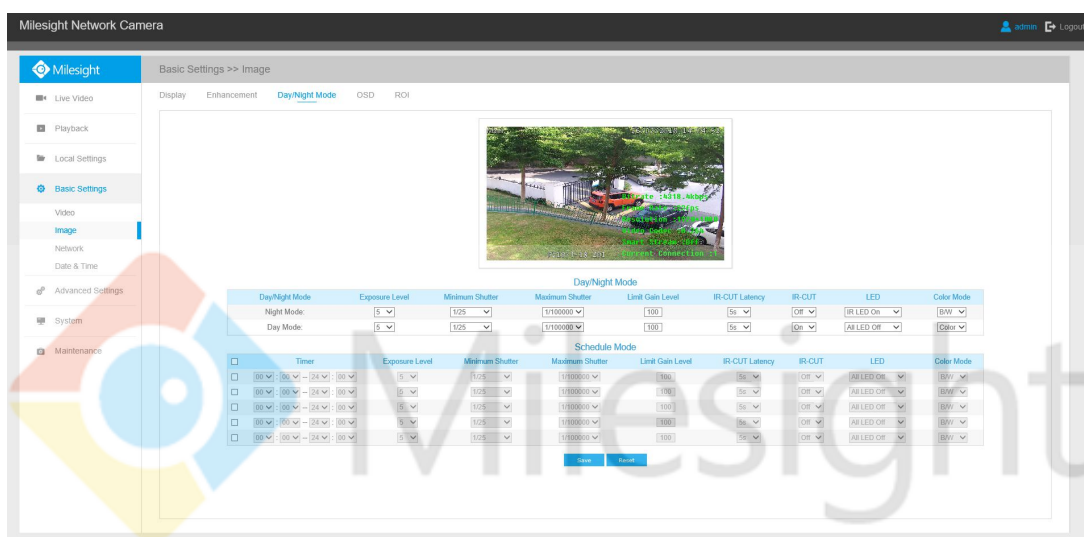 Milesight Network Camera admin Logout
Milesight Basic Settings >> Image
Live Video Display Enhancement Day/Night Mode OSD ROI
Playback
Local Settings
Basic Settings
Video
Image
Network
Date & Time
Advanced Settings
System
Maintenance
Day/Night Mode
Day/Night Mode Exposure Level Minimum Shutter Maximum Shutter Limit Gain Level IR-CUT Latency IR-CUT LED Color Mode
Night Mode: 5 1/25 1/100000 100 5s Off IR LED On B/W
Day Mode: 5 1/25 1/100000 100 5s On All LED Off Color
Schedule Mode
Timer Exposure Level Minimum Shutter Maximum Shutter Limit Gain Level IR-CUT Latency IR-CUT LED Color Mode
00 : 00 -- 24 : 00 5 1/25 1/100000 100 5s Off All LED Off B/W
00 : 00 -- 24 : 00 5 1/25 1/100000 100 5s Off All LED Off B/W
00 : 00 -- 24 : 00 5 1/25 1/100000 100 5s Off All LED Off B/W
00 : 00 -- 24 : 00 5 1/25 1/100000 100 5s Off All LED Off B/W
00 : 00 -- 24 : 00 5 1/25 1/100000 100 5s Off All LED Off B/W
Save Reset
Milesight